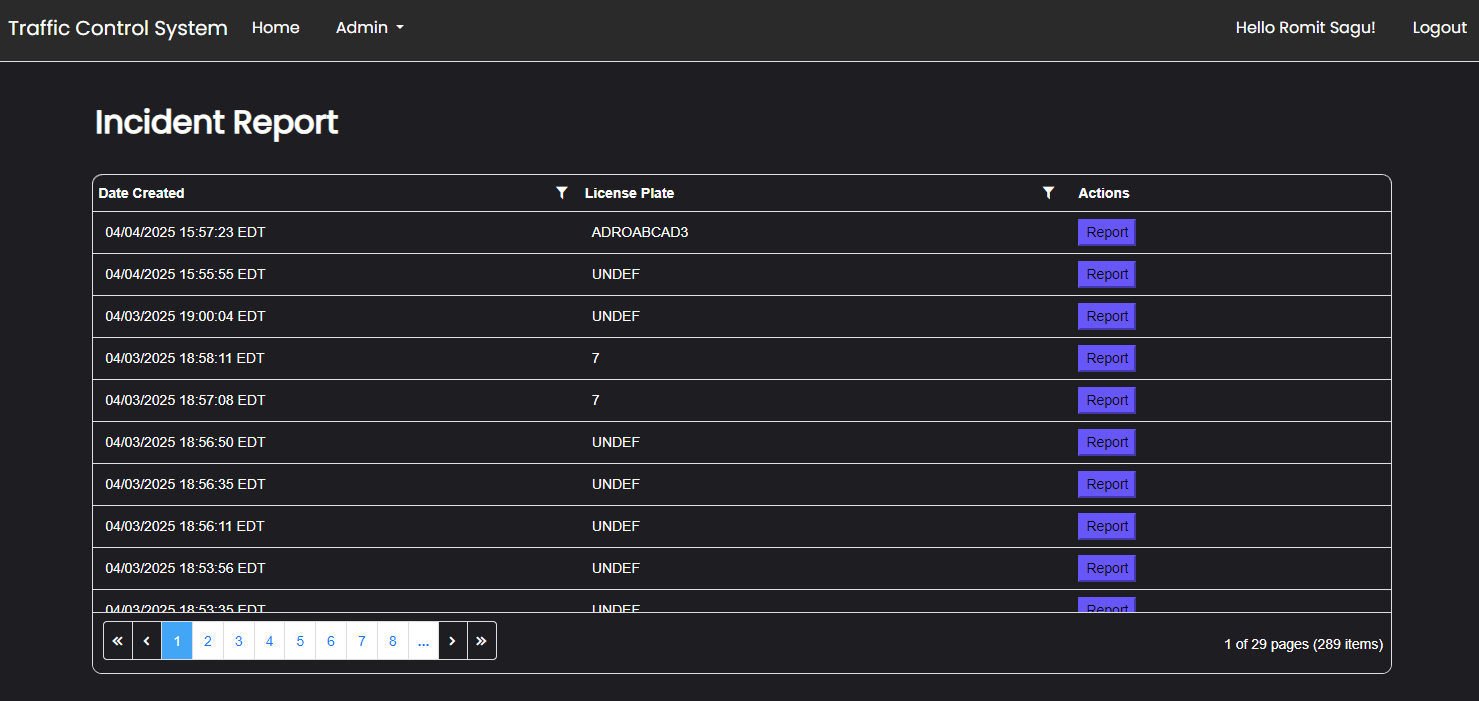 Traffic Control System Home Admin Hello Romit Sagu! Logout
Incident Report
Date Created License Plate Actions
04/04/2025 15:57:23 EDT ADROABCAD3 Report
04/04/2025 15:55:55 EDT UNDEF Report
04/03/2025 19:00:04 EDT UNDEF Report
04/03/2025 18:58:11 EDT 7 Report
04/03/2025 18:57:08 EDT 7 Report
04/03/2025 18:56:50 EDT UNDEF Report
04/03/2025 18:56:35 EDT UNDEF Report
04/03/2025 18:56:11 EDT UNDEF Report
04/03/2025 18:53:56 EDT UNDEF Report
04/03/2025 18:53:35 EDT UNDEF Report
« ‹ 1 2 3 4 5 6 7 8 ... › » 1 of 29 pages (289 items)